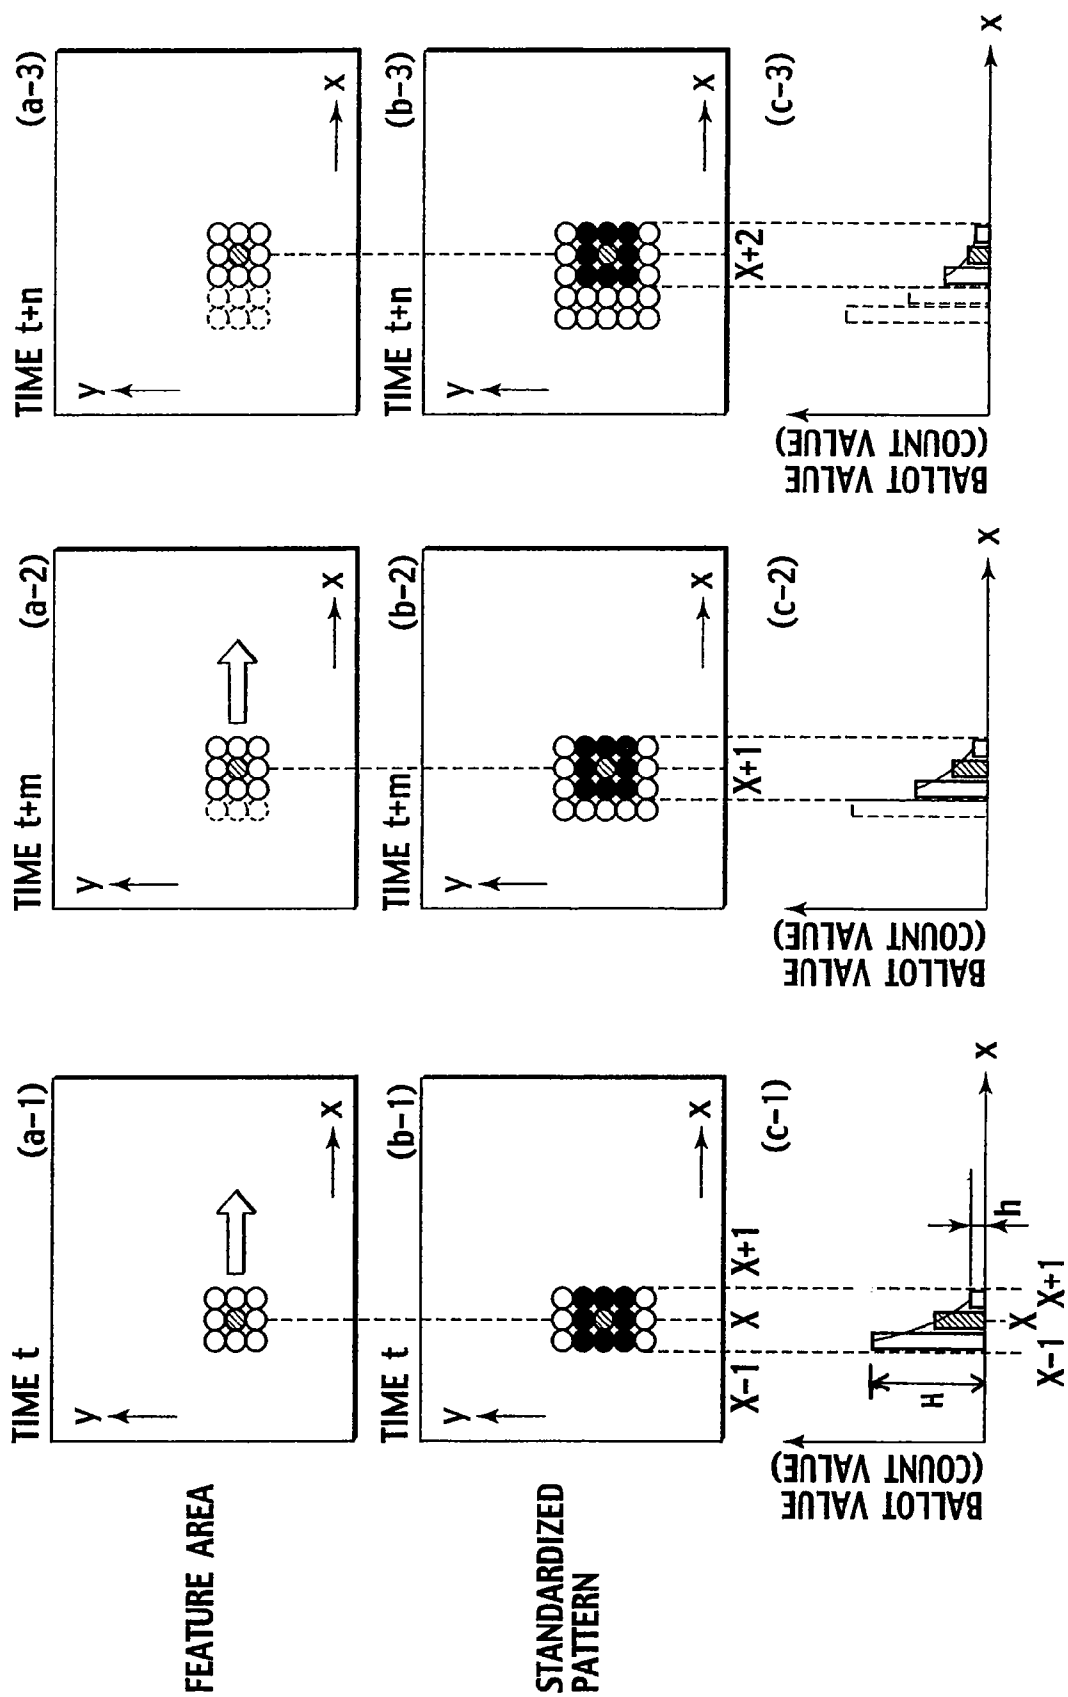 FEATURE AREA
TIME t
(a-1)
y
X
TIME t+m
(a-2)
y
X
TIME t+n
(a-3)
y
X
STANDARDIZED
PATTERN
TIME t
(b-1)
y
X
X-1
X
X+1
TIME t+m
(b-2)
y
X
X+1
TIME t+n
(b-3)
y
X
X+2
(c-1)
BALLOT VALUE
(COUNT VALUE)
H
h
X
X-1
X
X+1
(c-2)
BALLOT VALUE
(COUNT VALUE)
X
(c-3)
BALLOT VALUE
(COUNT VALUE)
X